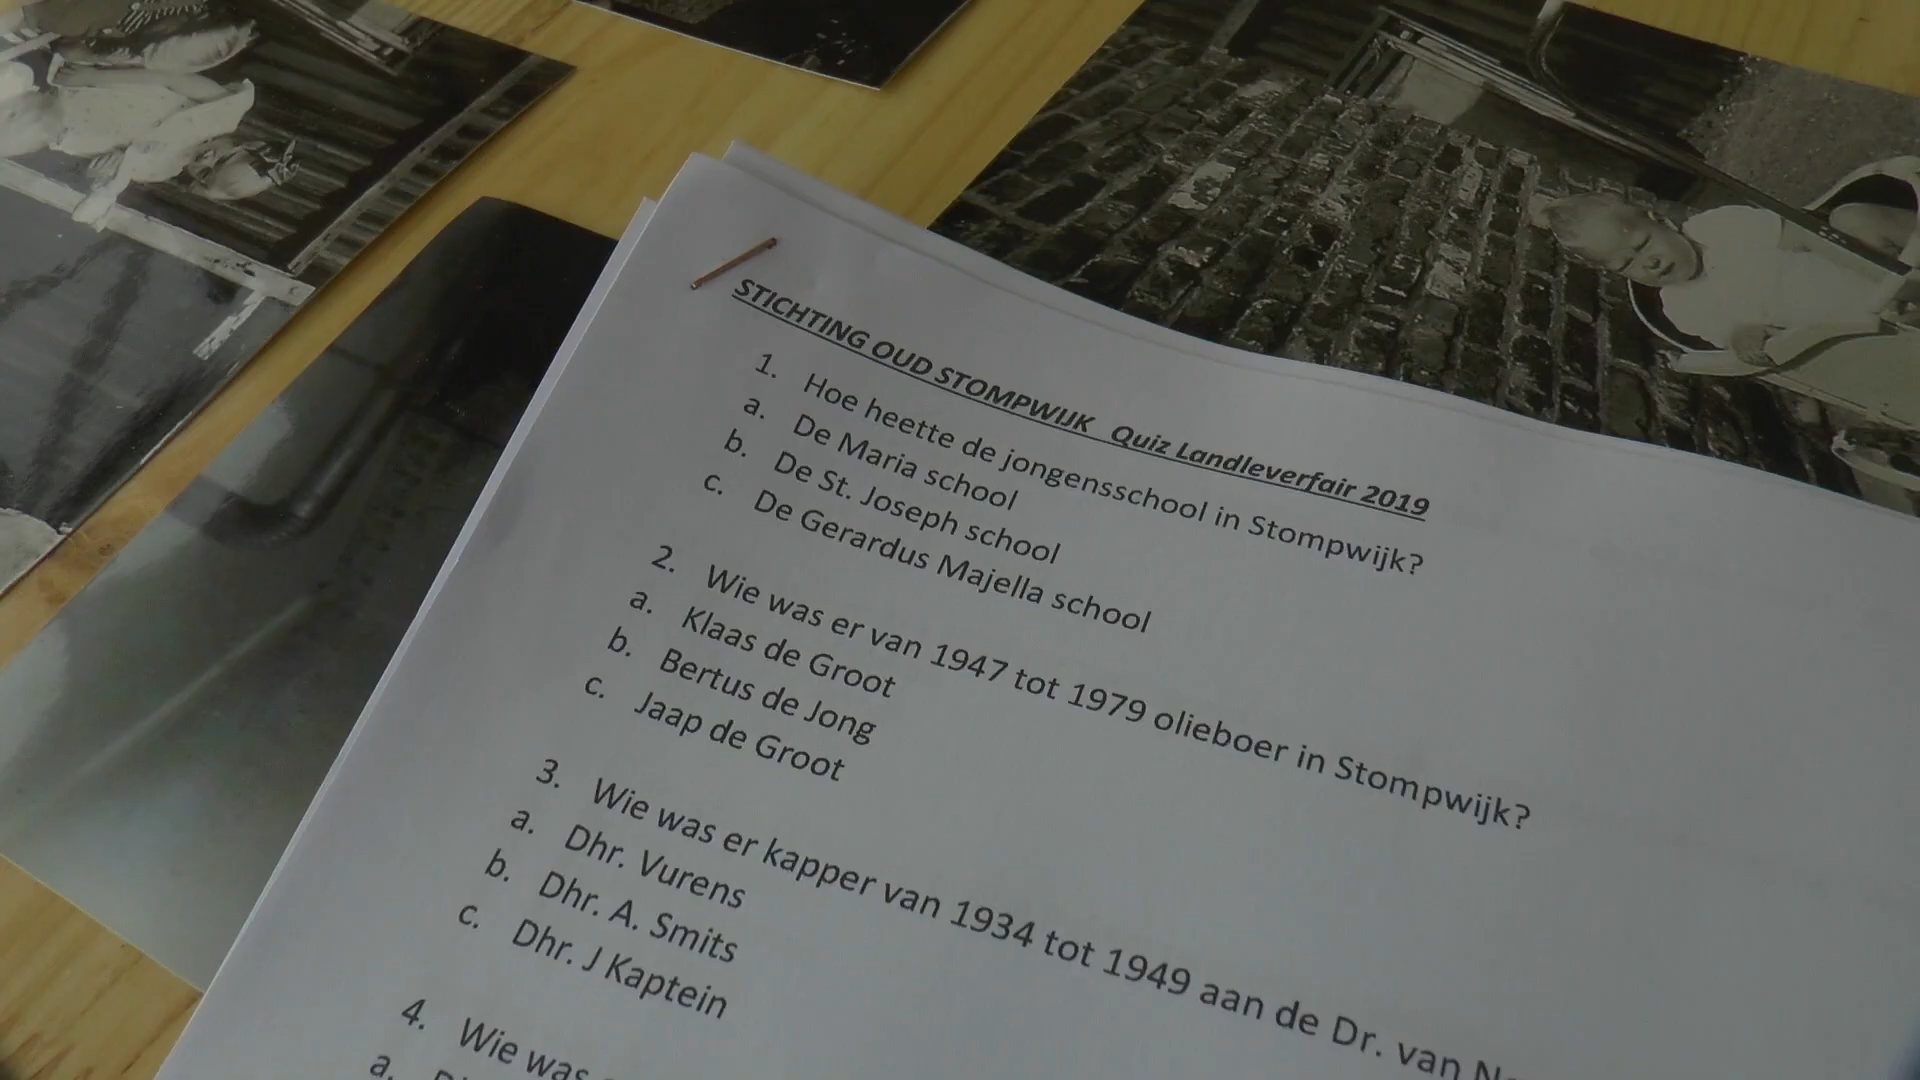 STICHTING OUD STOMPWIJK Quiz Landleverfair 2019
1. Hoe heette de jongensschool in Stompwijk?
a. De Maria school
b. De St. Joseph school
c. De Gerardus Majella school
2. Wie was er van 1947 tot 1979 olieboer in Stompwijk?
a. Klaas de Groot
b. Bertus de Jong
c. Jaap de Groot
3. Wie was er kapper van 1934 tot 1949 aan de Dr. van
a. Dhr. Vurens
b. Dhr. A. Smits
c. Dhr. J Kaptein
4. Wie was
a.